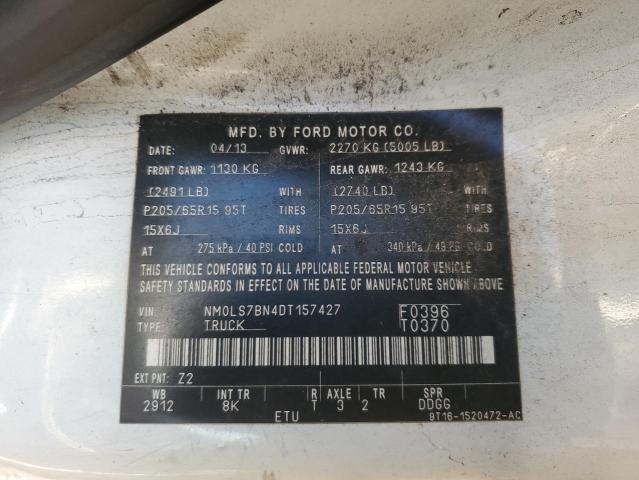 MFD. BY FORD MOTOR CO.
DATE: 04/13 GVWR: 2270 KG (5005 LB)
FRONT GAWR: 1130 KG REAR GAWR: 1243 KG
(2491 LB) WITH (2740 LB) WITH
P205/65R15 95T TIRES P205/65R15 95T TIRES
15X6J RIMS 15X6J RIMS
AT 275 kPa / 40 PSI COLD AT 340 kPa / 49 PSI COLD
THIS VEHICLE CONFORMS TO ALL APPLICABLE FEDERAL MOTOR VEHICLE
SAFETY STANDARDS IN EFFECT ON THE DATE OF MANUFACTURE SHOWN ABOVE
VIN: NM0LS7BN4DT157427 F0396
TYPE: TRUCK T0370
EXT PNT: Z2
WB INT TR R AXLE TR SPR
2912 8K T 3 2 DDGG
ETU 9T16-1520472-AC